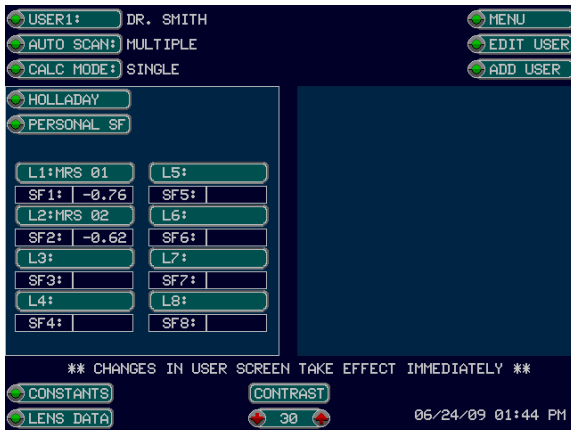 USER1: DR. SMITH MENU
AUTO SCAN: MULTIPLE EDIT USER
CALC MODE: SINGLE ADD USER
HOLLADAY
PERSONAL SF
L1:MRS 01 L5:
SF1: -0.76 SF5:
L2:MRS 02 L6:
SF2: -0.62 SF6:
L3: L7:
SF3: SF7:
L4: L8:
SF4: SF8:
** CHANGES IN USER SCREEN TAKE EFFECT IMMEDIATELY **
CONSTANTS CONTRAST
LENS DATA 30 06/24/09 01:44 PM